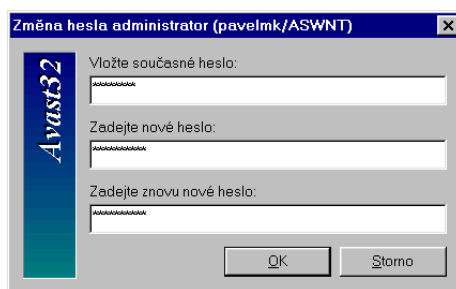 Změna hesla administrator (pavelmk/ASWNT)
Avast32
Vložte současné heslo:
********
Zadejte nové heslo:
**********
Zadejte znovu nové heslo:
**********
OK
Storno